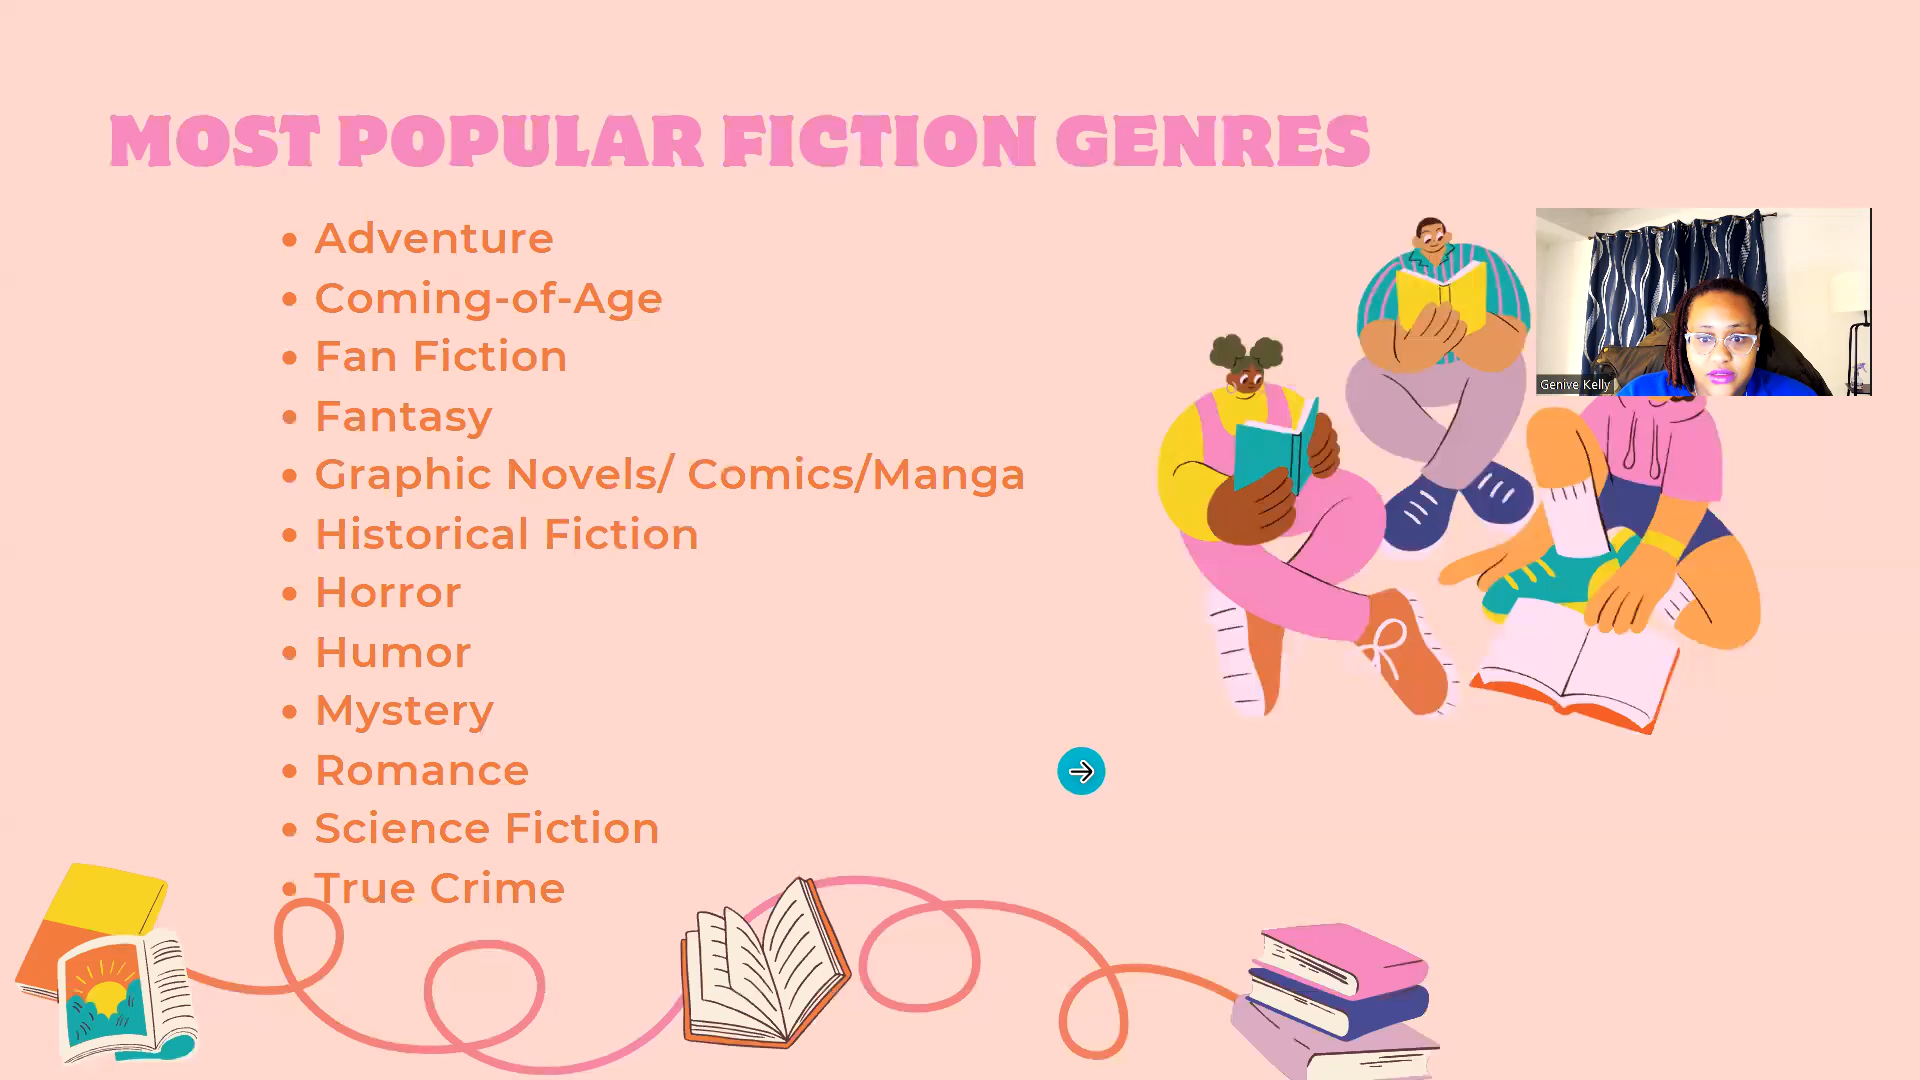 MOST POPULAR FICTION GENRES
• Adventure
• Coming-of-Age
• Fan Fiction
• Fantasy
• Graphic Novels/ Comics/Manga
• Historical Fiction
• Horror
• Humor
• Mystery
• Romance
• Science Fiction
• True Crime
Genive Kelly